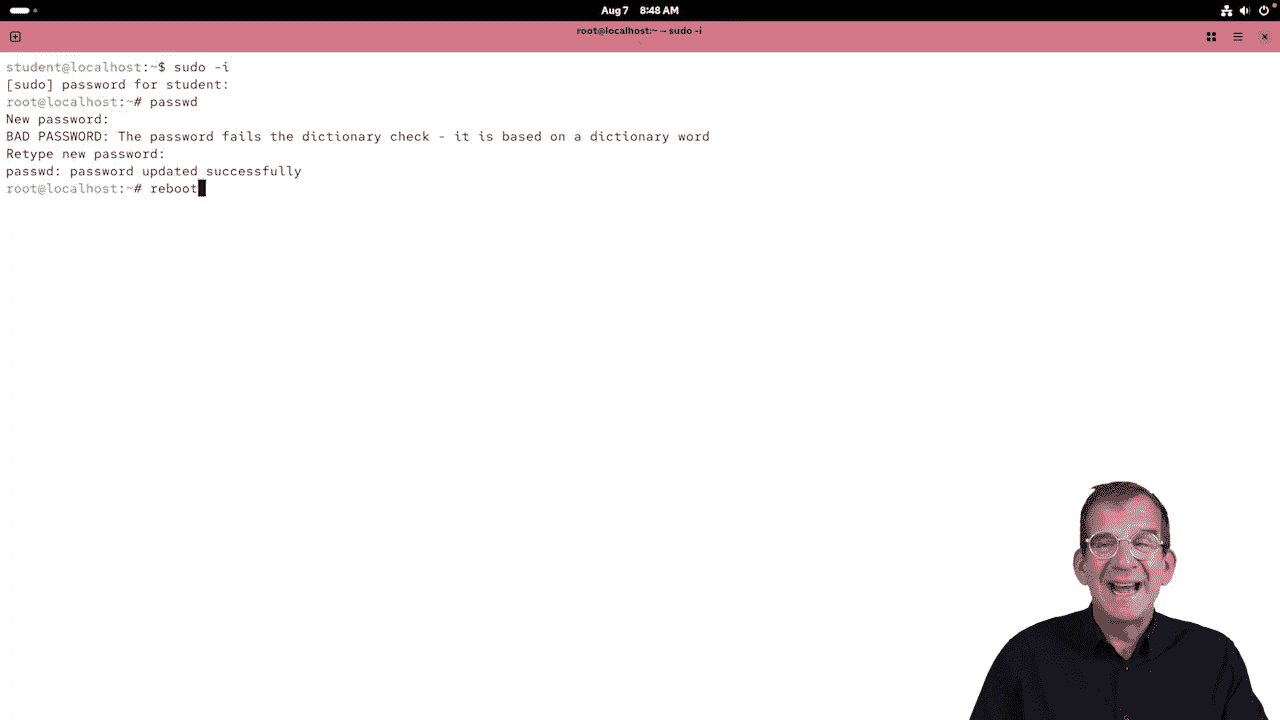 Aug 7 8:48 AM
root@localhost:~ — sudo -i
student@localhost:~$ sudo -i
[sudo] password for student:
root@localhost:~# passwd
New password:
BAD PASSWORD: The password fails the dictionary check - it is based on a dictionary word
Retype new password:
passwd: password updated successfully
root@localhost:~# reboot